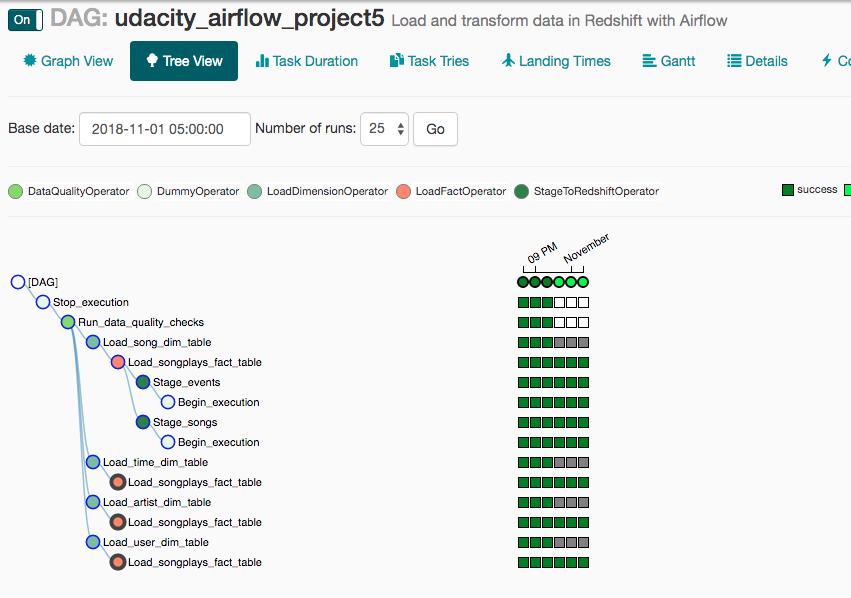 On DAG: udacity_airflow_project5 Load and transform data in Redshift with Airflow
Graph View Tree View Task Duration Task Tries Landing Times Gantt Details Co
Base date: 2018-11-01 05:00:00 Number of runs: 25 Go
DataQualityOperator DummyOperator LoadDimensionOperator LoadFactOperator StageToRedshiftOperator success
09 PM November
[DAG]
Stop_execution
Run_data_quality_checks
Load_song_dim_table
Load_songplays_fact_table
Stage_events
Begin_execution
Stage_songs
Begin_execution
Load_time_dim_table
Load_songplays_fact_table
Load_artist_dim_table
Load_songplays_fact_table
Load_user_dim_table
Load_songplays_fact_table